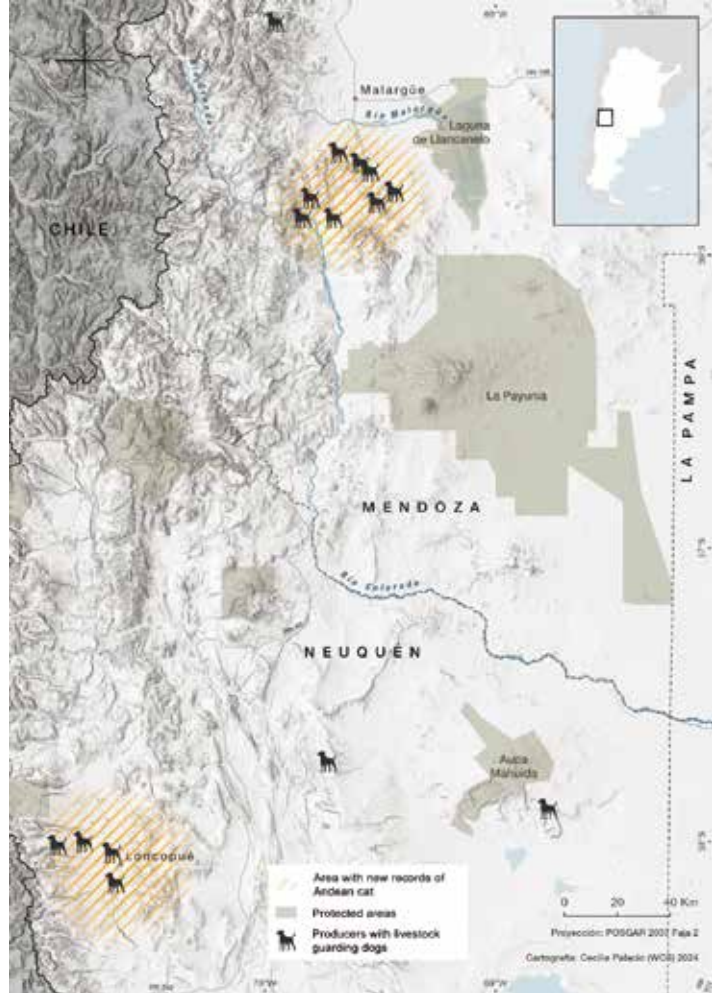 Malargüe
Río Malargüe
Laguna
de Llancanelo
CHILE
La Payunia
LA PAMPA
MENDOZA
Río Colorado
NEUQUÉN
Auca
Mahuida
Loncopué
Area with new records of
Andean cat
Protected areas
Producers with livestock
guarding dogs
0 20 40 Km
Proyección: POSGAR 2007 Faja 2
Cartografía: Cecilia Palacio (WCS) 2024